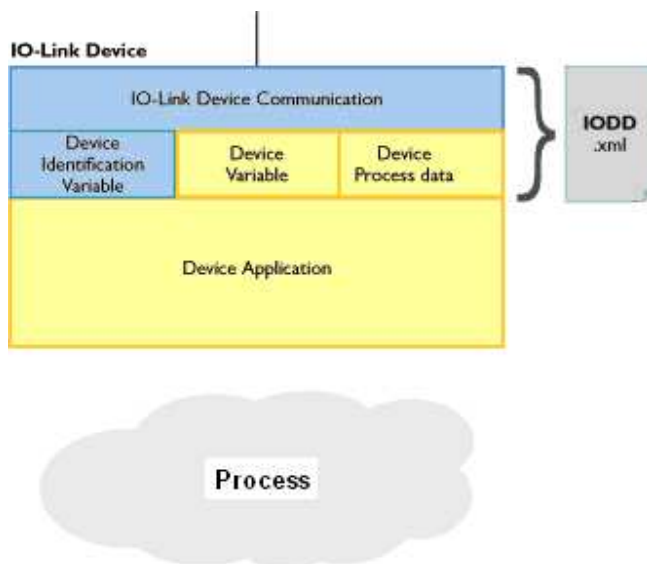 IO-Link Device
IO-Link Device Communication
Device
Identification
Variable
Device
Variable
Device
Process data
Device Application
IODD
.xml
Process